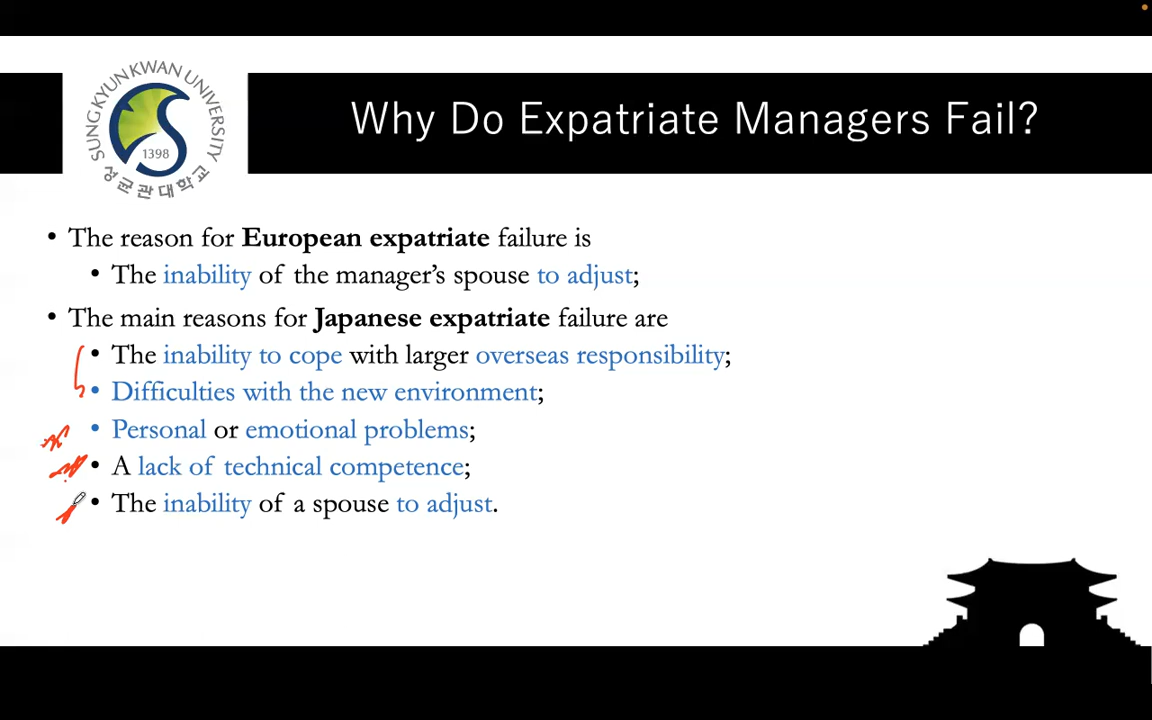 SUNGKYUNKWAN UNIVERSITY
1398
성균관대학교
Why Do Expatriate Managers Fail?
• The reason for European expatriate failure is
• The inability of the manager’s spouse to adjust;
• The main reasons for Japanese expatriate failure are
• The inability to cope with larger overseas responsibility;
• Difficulties with the new environment;
• Personal or emotional problems;
• A lack of technical competence;
• The inability of a spouse to adjust.